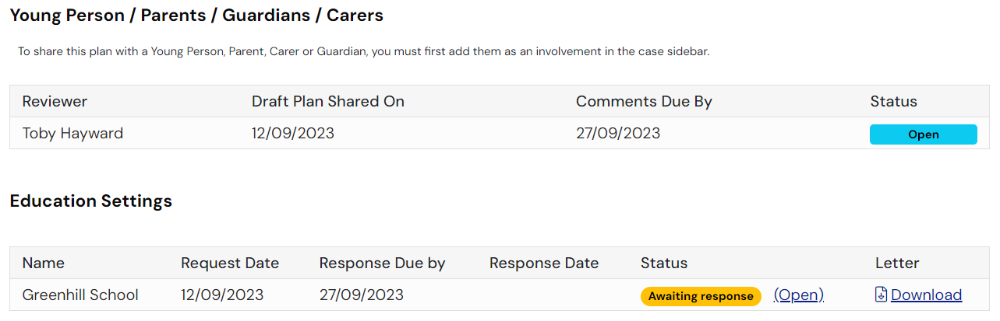 Young Person / Parents / Guardians / Carers
To share this plan with a Young Person, Parent, Carer or Guardian, you must first add them as an involvement in the case sidebar.
Reviewer Draft Plan Shared On Comments Due By Status
Toby Hayward 12/09/2023 27/09/2023 Open
Education Settings
Name Request Date Response Due by Response Date Status Letter
Greenhill School 12/09/2023 27/09/2023 Awaiting response (Open) Download